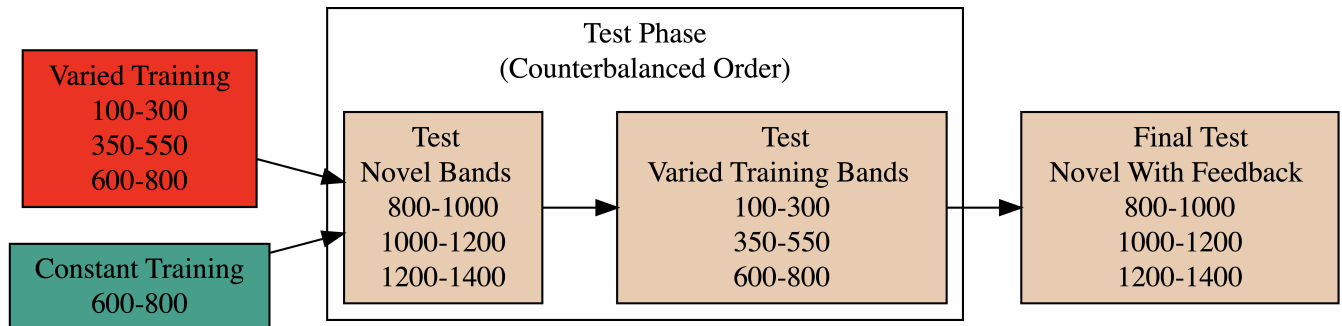 Varied Training
100-300
350-550
600-800
Constant Training
600-800
Test Phase
(Counterbalanced Order)
Test
Novel Bands
800-1000
1000-1200
1200-1400
Test
Varied Training Bands
100-300
350-550
600-800
Final Test
Novel With Feedback
800-1000
1000-1200
1200-1400